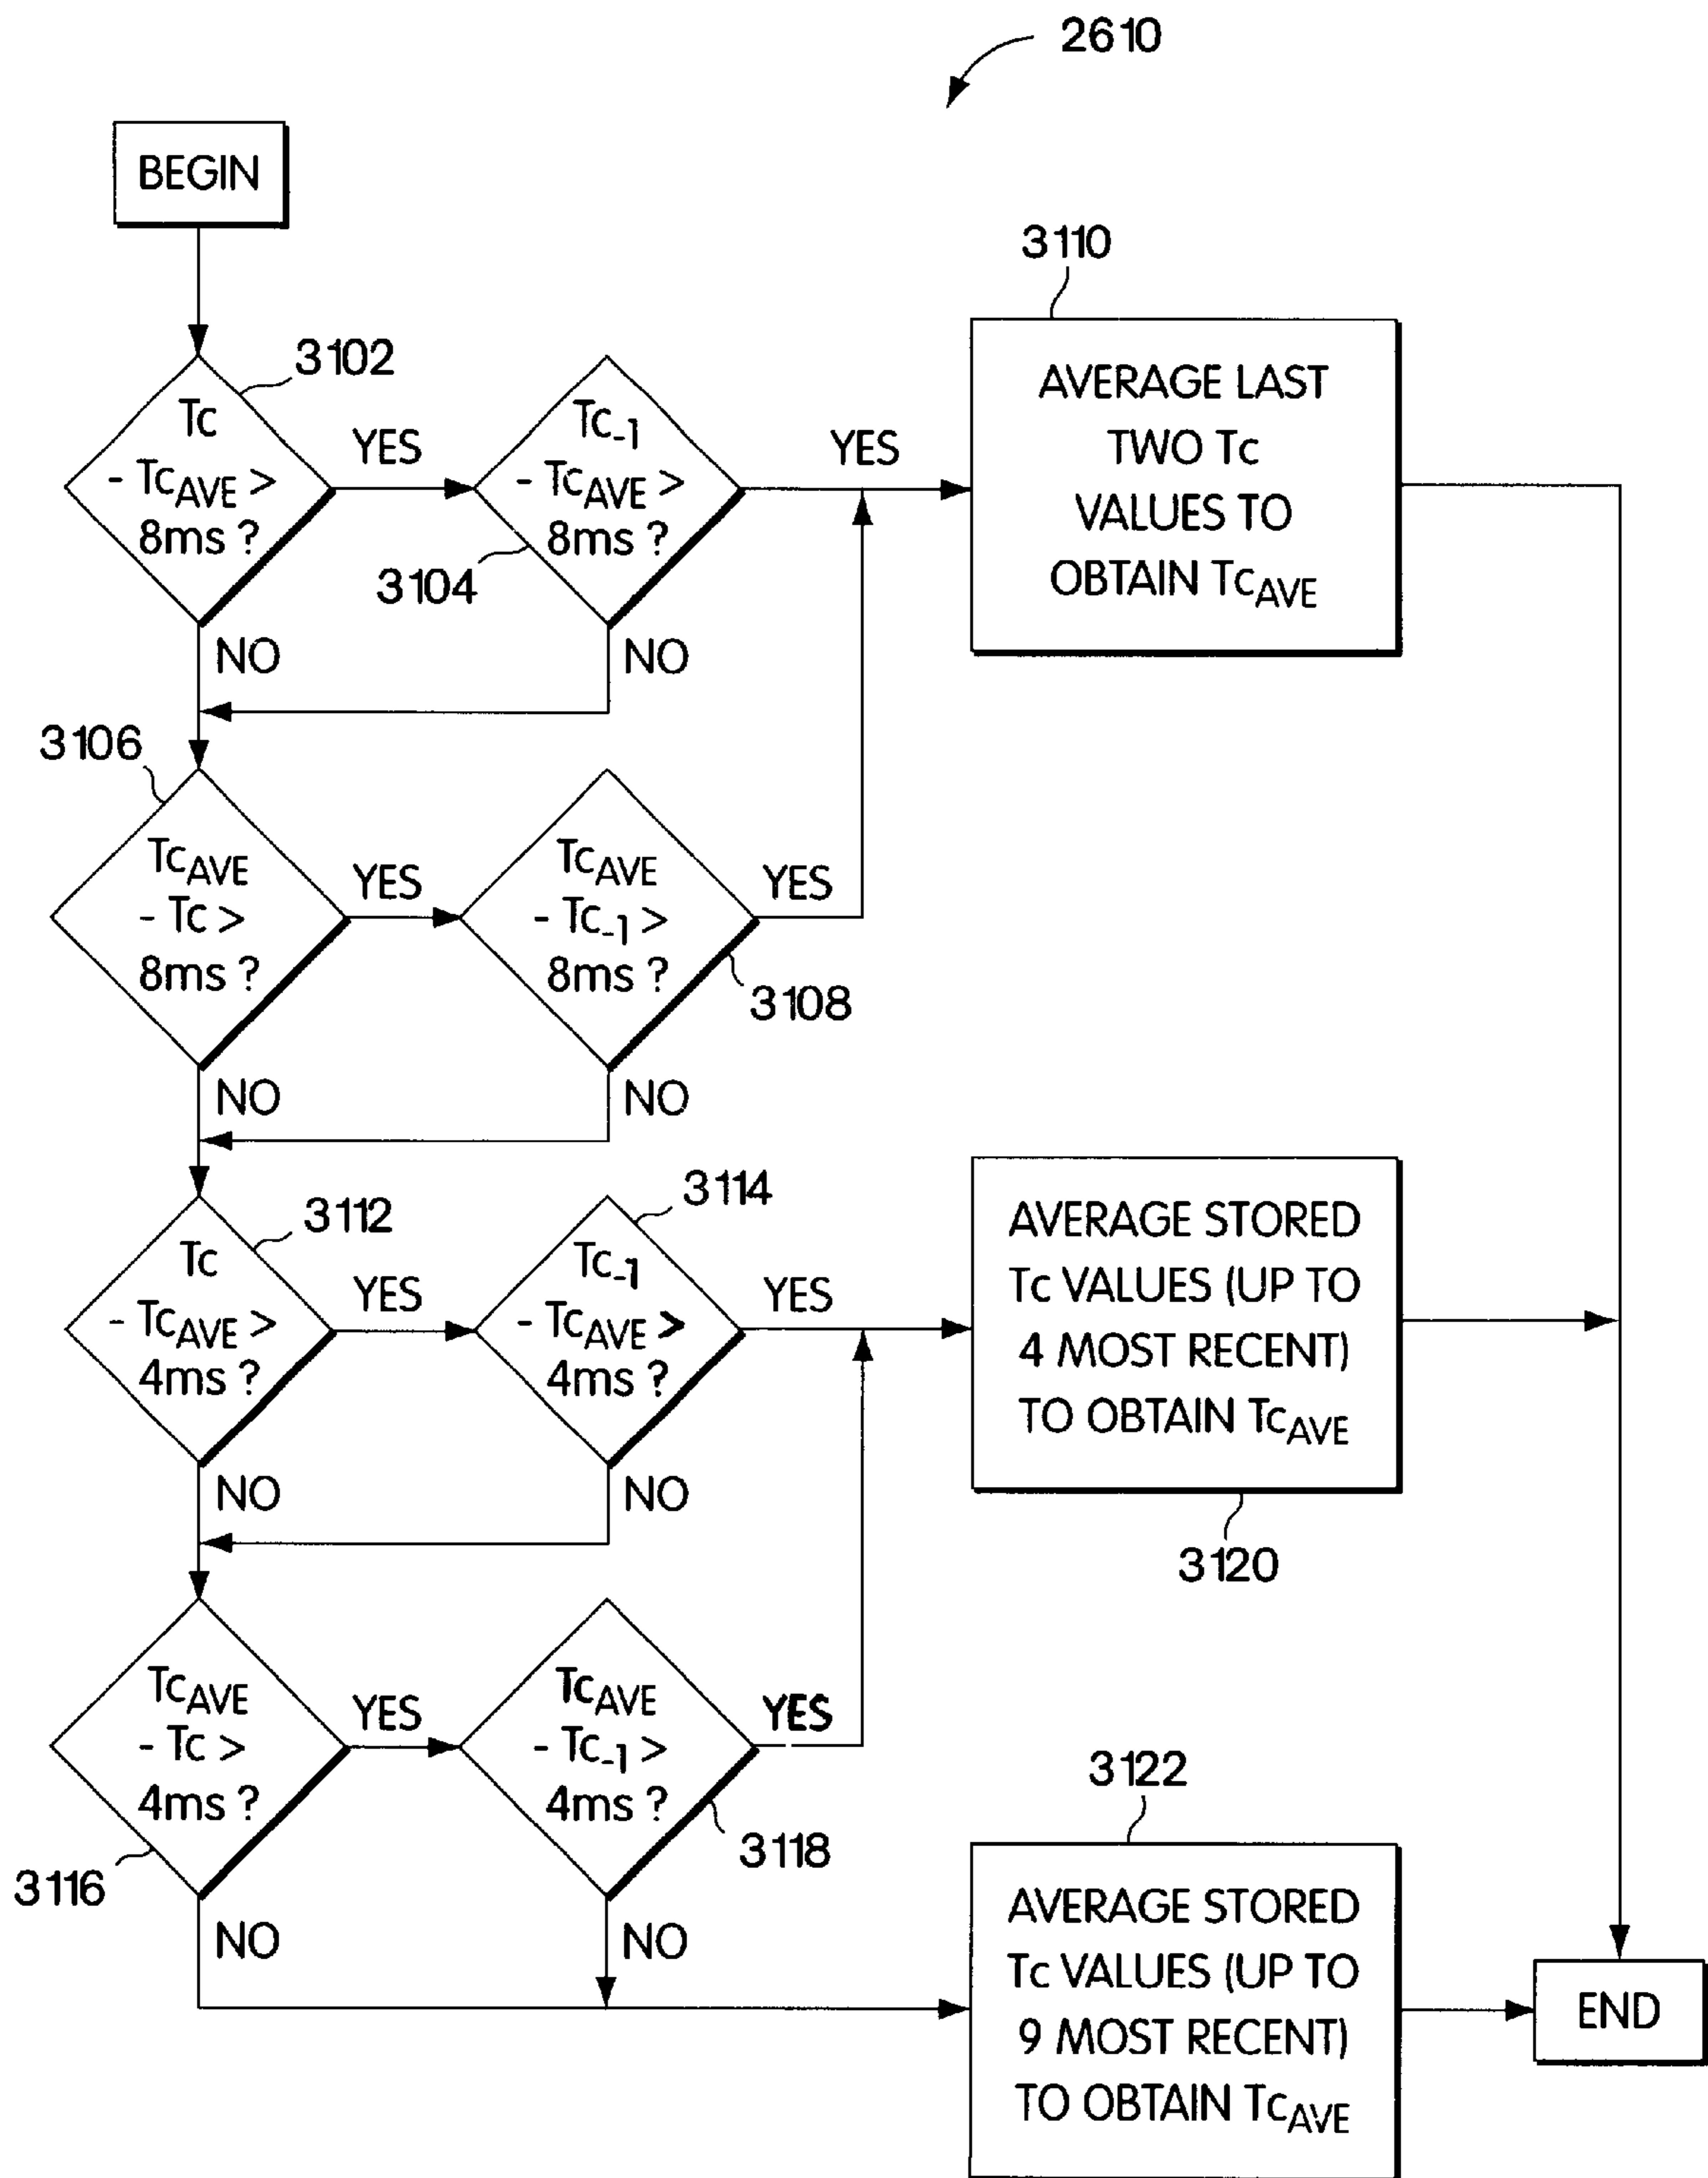 2610
BEGIN
3110
3102
Tc
- TcAVE >
8ms ?
YES
Tc-1
- TcAVE >
8ms ?
3104
YES
AVERAGE LAST
TWO Tc
VALUES TO
OBTAIN TcAVE
NO
NO
3106
TcAVE
- Tc >
8ms ?
YES
TcAVE
- Tc-1 >
8ms ?
YES
3108
NO
NO
3112
3114
Tc
- TcAVE >
4ms ?
YES
Tc-1
- TcAVE >
4ms ?
YES
AVERAGE STORED
Tc VALUES (UP TO
4 MOST RECENT)
TO OBTAIN TcAVE
NO
NO
3120
TcAVE
- Tc >
4ms ?
YES
TcAVE
- Tc-1 >
4ms ?
YES
3116
3118
3122
NO
NO
AVERAGE STORED
Tc VALUES (UP TO
9 MOST RECENT)
TO OBTAIN TcAVE
END